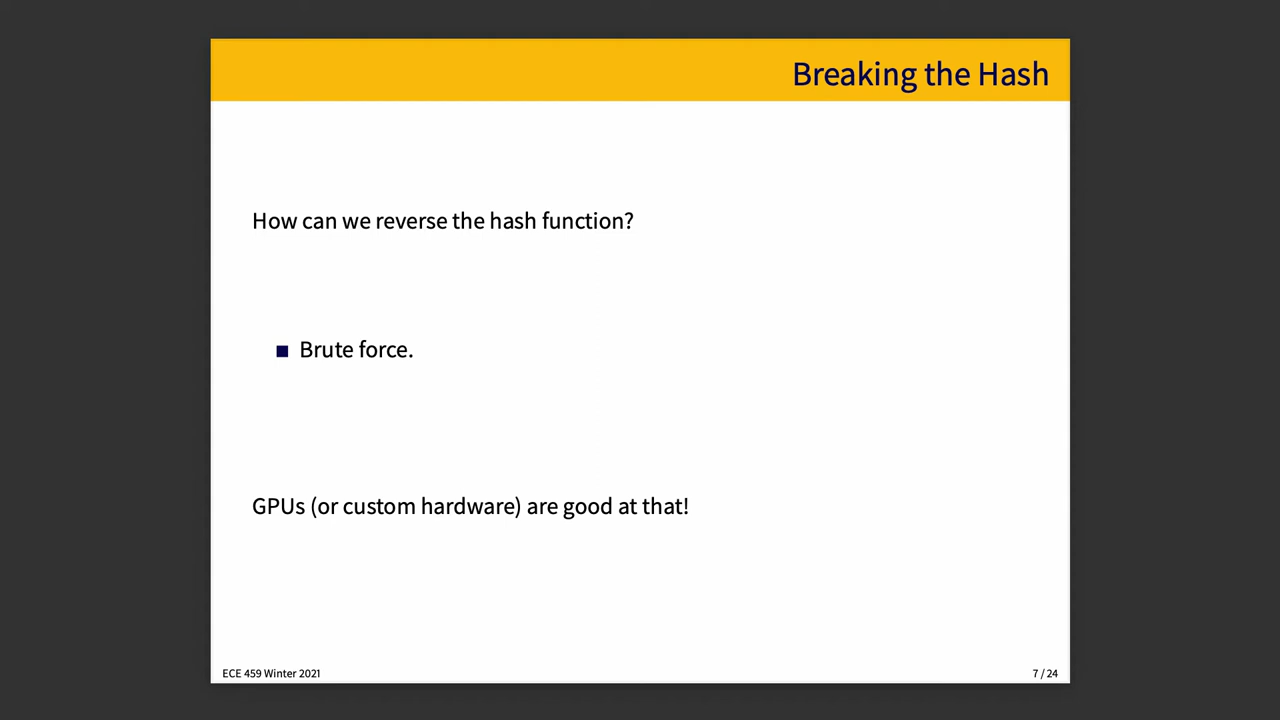 Breaking the Hash
How can we reverse the hash function?
Brute force.
GPUs (or custom hardware) are good at that!
ECE 459 Winter 2021
7 / 24